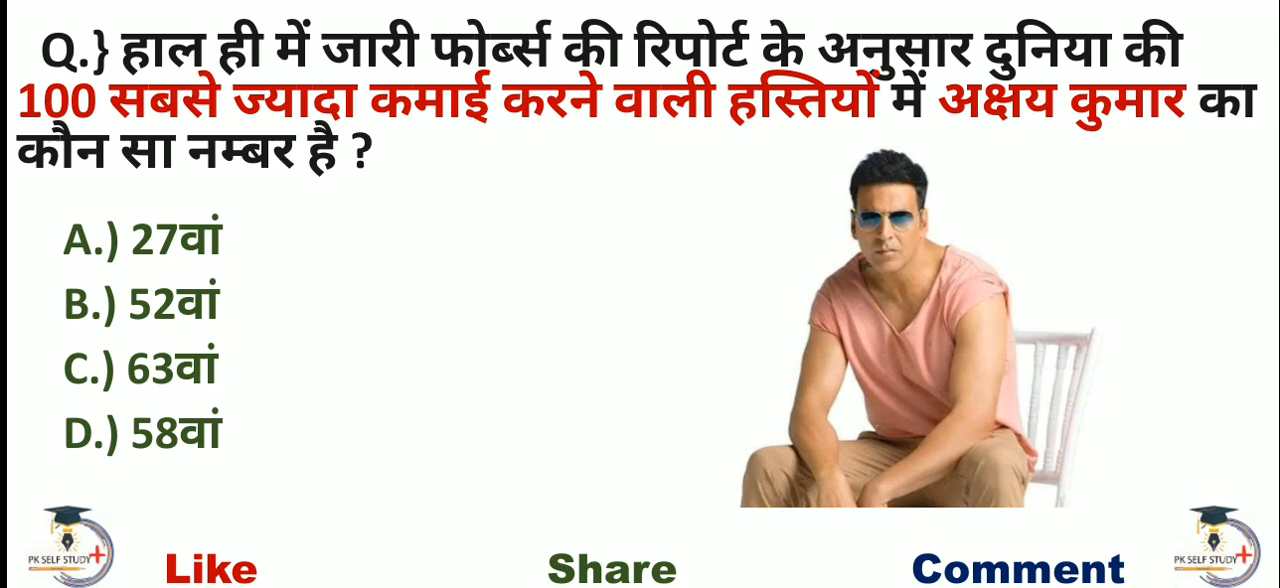 Q.} हाल ही में जारी फोर्ब्स की रिपोर्ट के अनुसार दुनिया की
100 सबसे ज्यादा कमाई करने वाली हस्तियों में अक्षय कुमार का
कौन सा नम्बर है ?
A.) 27वां
B.) 52वां
C.) 63वां
D.) 58वां
PK SELF STUDY+
Like
Share
Comment
PK SELF STUDY+